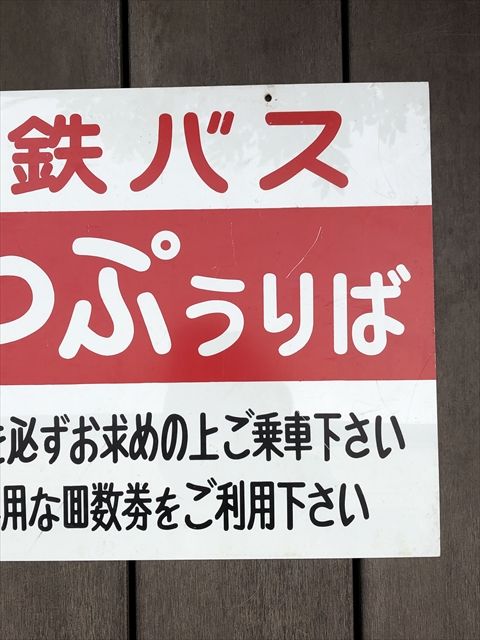 鉄バス
つぷうりば
を必ずお求めの上ご乗車下さい
用な回数券をご利用下さい